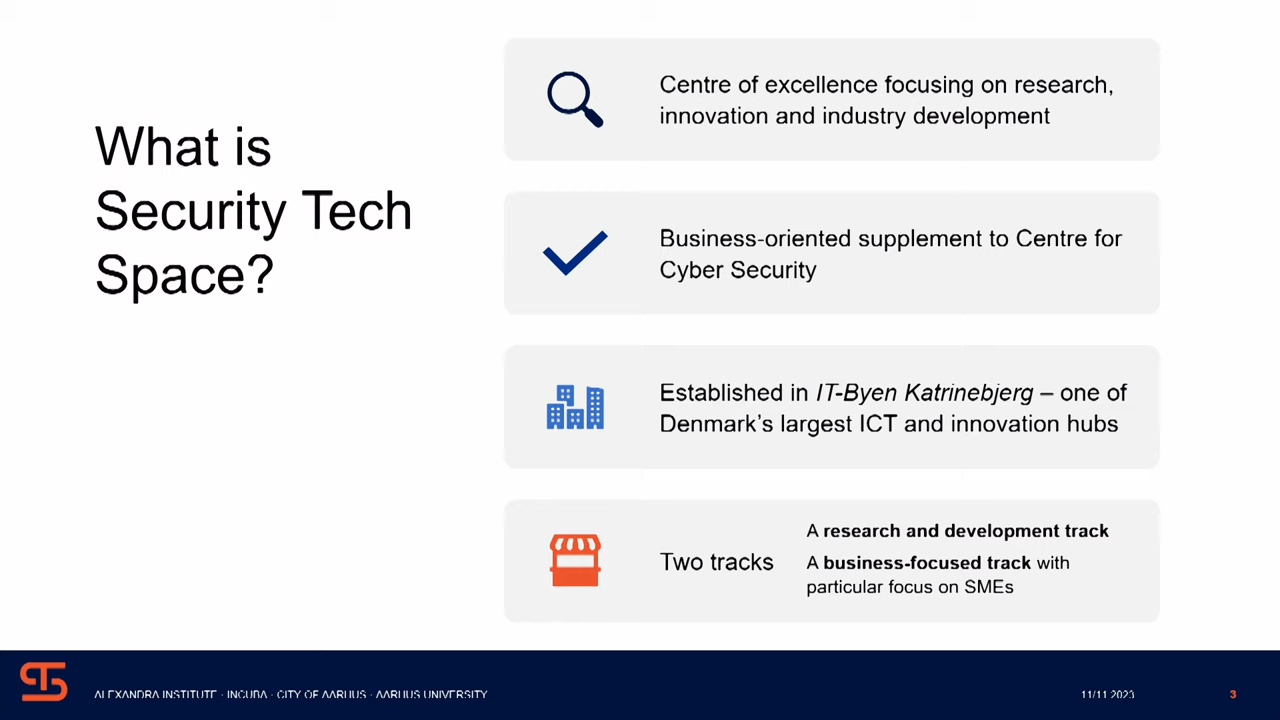 What is
Security Tech
Space?
Centre of excellence focusing on research,
innovation and industry development
Business-oriented supplement to Centre for
Cyber Security
Established in IT-Byen Katrinebjerg – one of
Denmark’s largest ICT and innovation hubs
Two tracks
A research and development track
A business-focused track with
particular focus on SMEs
ALEXANDRA INSTITUTE · INCUBA · CITY OF AARHUS · AARHUS UNIVERSITY
11/11 2023
3